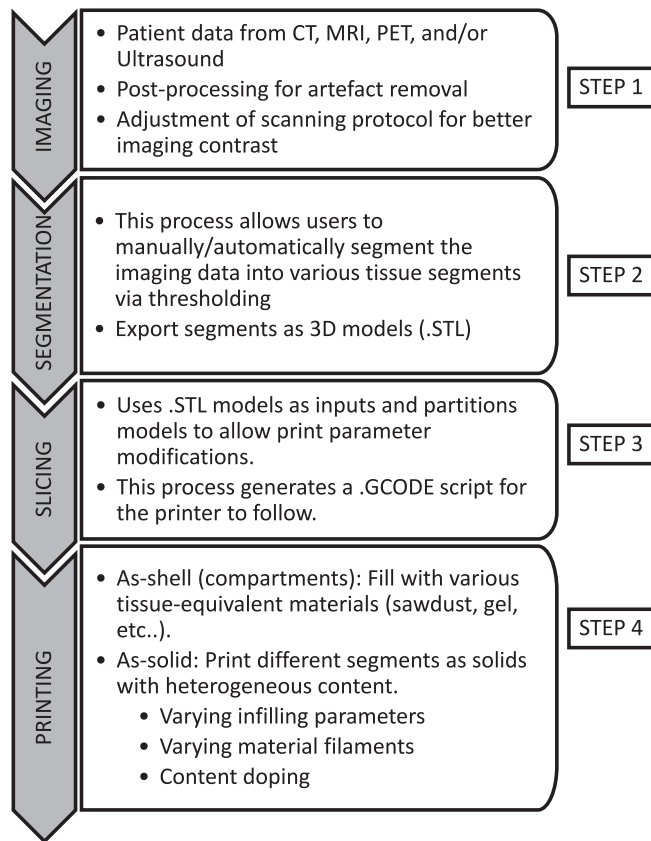 IMAGING
• Patient data from CT, MRI, PET, and/or
Ultrasound
• Post-processing for artefact removal
• Adjustment of scanning protocol for better
imaging contrast
STEP 1
SEGMENTATION
• This process allows users to
manually/automatically segment the
imaging data into various tissue segments
via thresholding
• Export segments as 3D models (.STL)
STEP 2
SLICING
• Uses .STL models as inputs and partitions
models to allow print parameter
modifications.
• This process generates a .GCODE script for
the printer to follow.
STEP 3
PRINTING
• As-shell (compartments): Fill with various
tissue-equivalent materials (sawdust, gel,
etc..).
• As-solid: Print different segments as solids
with heterogeneous content.
• Varying infilling parameters
• Varying material filaments
• Content doping
STEP 4